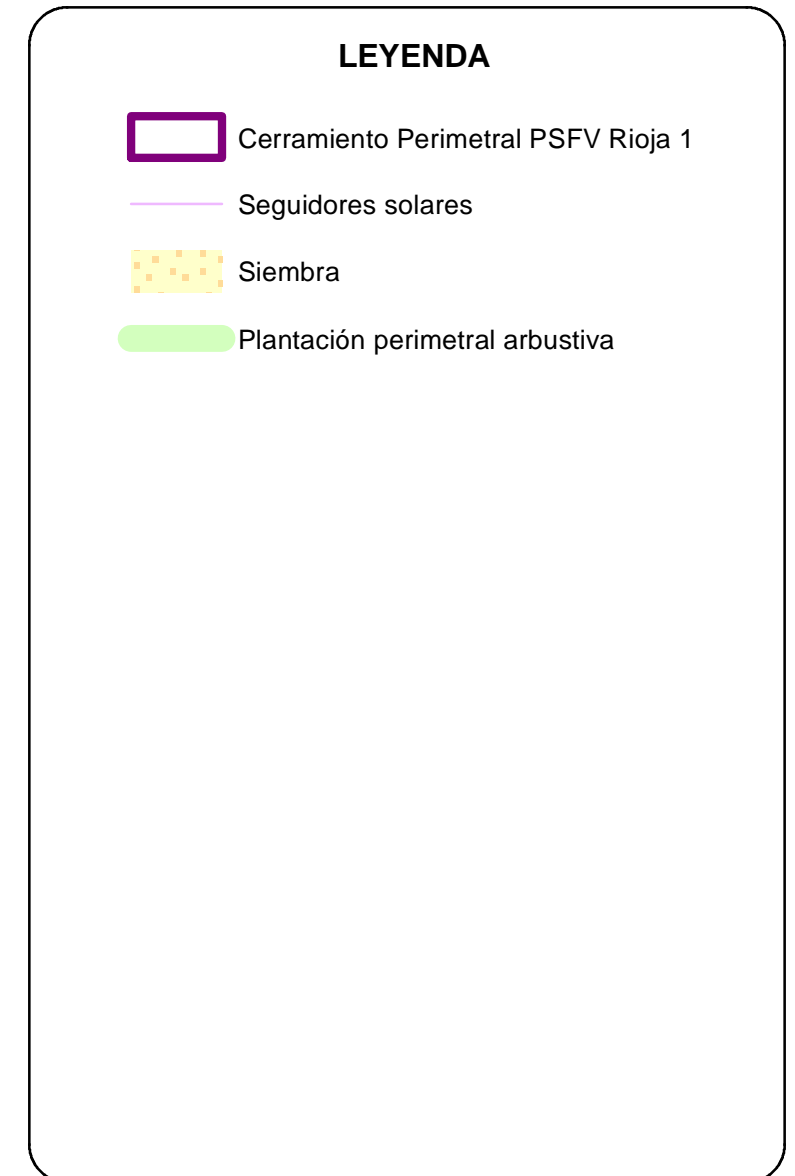 LEYENDA
Cerramiento Perimetral PSFV Rioja 1
Seguidores solares
Siembra
Plantación perimetral arbustiva